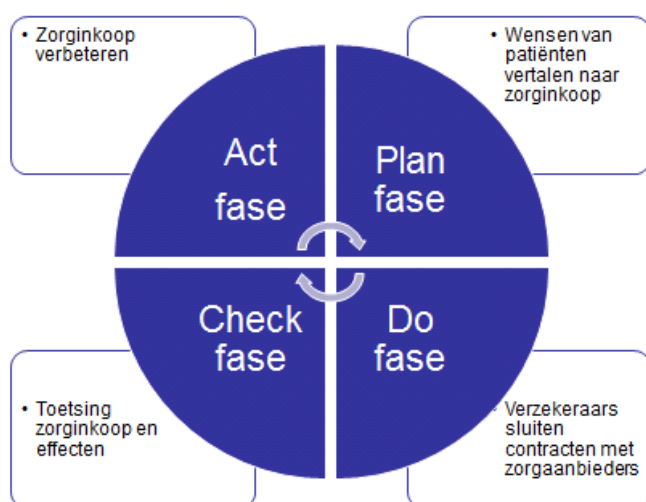 • Zorginkoop
verbeteren
• Wensen van
patiënten
vertalen naar
zorginkoop
Act
fase
Plan
fase
Check
fase
Do
fase
• Toetsing
zorginkoop en
effecten
• Verzekeraars
sluiten
contracten met
zorgaanbieders